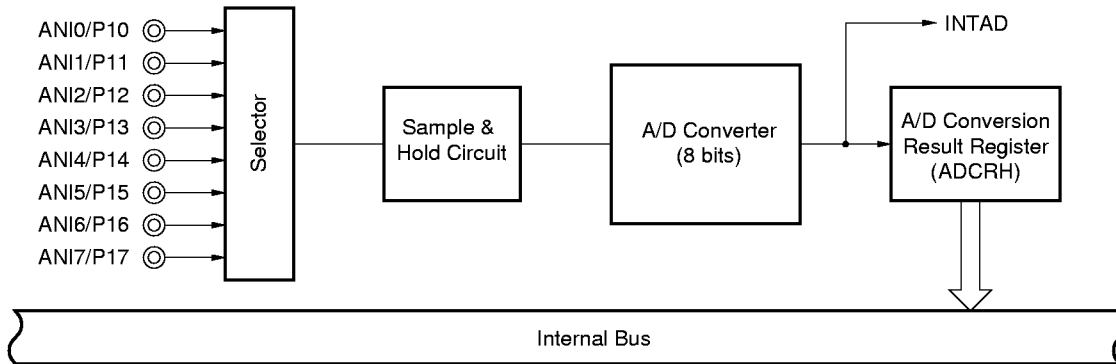 ANI0/P10
ANI1/P11
ANI2/P12
ANI3/P13
ANI4/P14
ANI5/P15
ANI6/P16
ANI7/P17
Selector
Sample &
Hold Circuit
A/D Converter
(8 bits)
INTAD
A/D Conversion
Result Register
(ADCRH)
Internal Bus